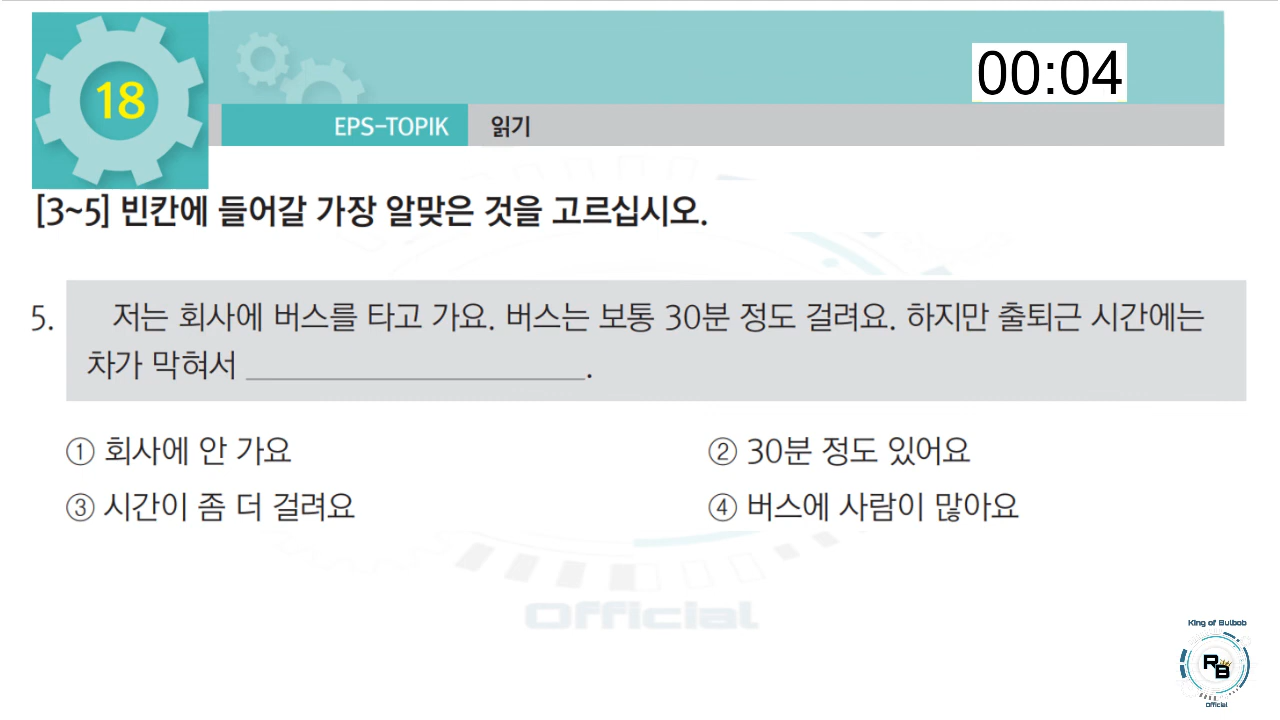 18
00:04
EPS-TOPIK 읽기
[3~5] 빈칸에 들어갈 가장 알맞은 것을 고르십시오.
5. 저는 회사에 버스를 타고 가요. 버스는 보통 30분 정도 걸려요. 하지만 출퇴근 시간에는
차가 막혀서 ____________________.
① 회사에 안 가요 ② 30분 정도 있어요
③ 시간이 좀 더 걸려요 ④ 버스에 사람이 많아요
Official
King of Bulbob
RB
Official